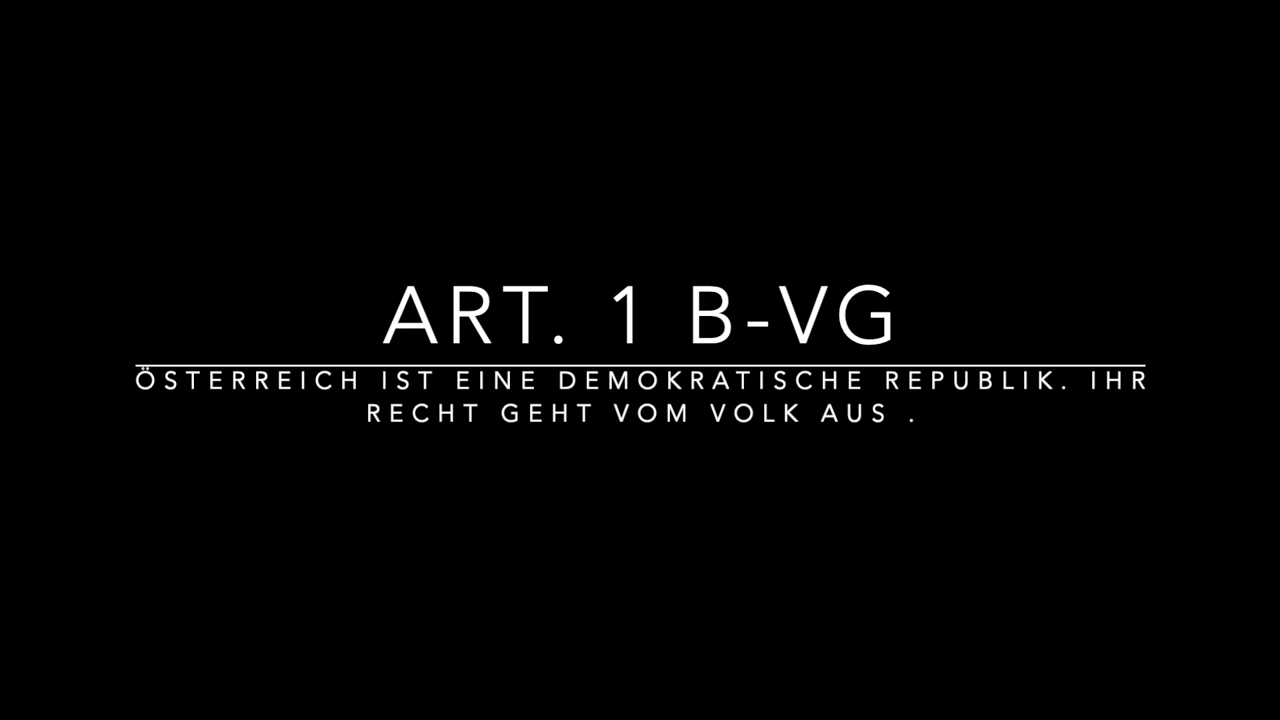 ART. 1 B-VG
ÖSTERREICH IST EINE DEMOKRATISCHE REPUBLIK. IHR
RECHT GEHT VOM VOLK AUS .